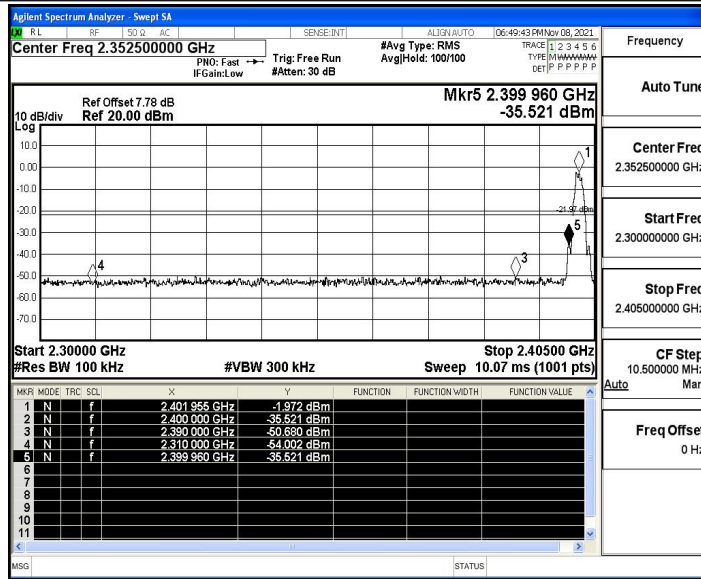 Agilent Spectrum Analyzer - Swept SA
RL RF 50 Ω AC SENSE:INT ALIGN AUTO 06:49:43 PM Nov 08, 2021
Center Freq 2.352500000 GHz
PNO: Fast
IFGain:Low
Trig: Free Run
#Atten: 30 dB
#Avg Type: RMS
Avg|Hold: 100/100
TRACE 1 2 3 4 5 6
TYPE M
DET P P P P P P
Frequency
Auto Tune
Center Freq
2.352500000 GHz
Start Freq
2.300000000 GHz
Stop Freq
2.405000000 GHz
CF Step
10.500000 MHz
Auto Man
Freq Offset
0 Hz
Mkr5 2.399 960 GHz
-35.521 dBm
Ref Offset 7.78 dB
10 dB/div Ref 20.00 dBm
Log
10.0
0.00
-10.0
-20.0
-30.0
-40.0
-50.0
-60.0
-70.0
1
-21.97 dBm
5
3
4
Start 2.30000 GHz Stop 2.40500 GHz
#Res BW 100 kHz #VBW 300 kHz Sweep 10.07 ms (1001 pts)
MKR MODE TRC SCL X Y FUNCTION FUNCTION WIDTH FUNCTION VALUE
1 N f 2.401 955 GHz -1.972 dBm
2 N f 2.400 000 GHz -35.521 dBm
3 N f 2.390 000 GHz -50.680 dBm
4 N f 2.310 000 GHz -54.002 dBm
5 N f 2.399 960 GHz -35.521 dBm
6
7
8
9
10
11
MSG STATUS